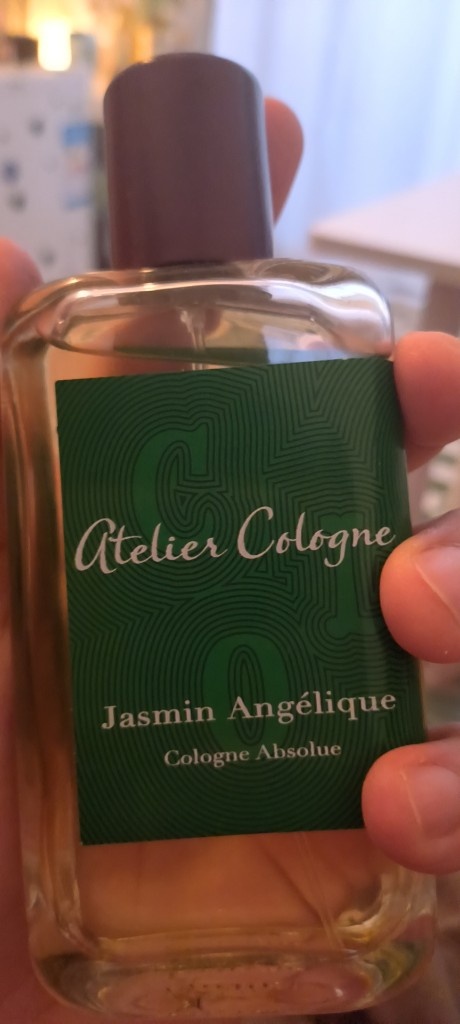 Atelier Cologne
Jasmin Angélique
Cologne Absolue